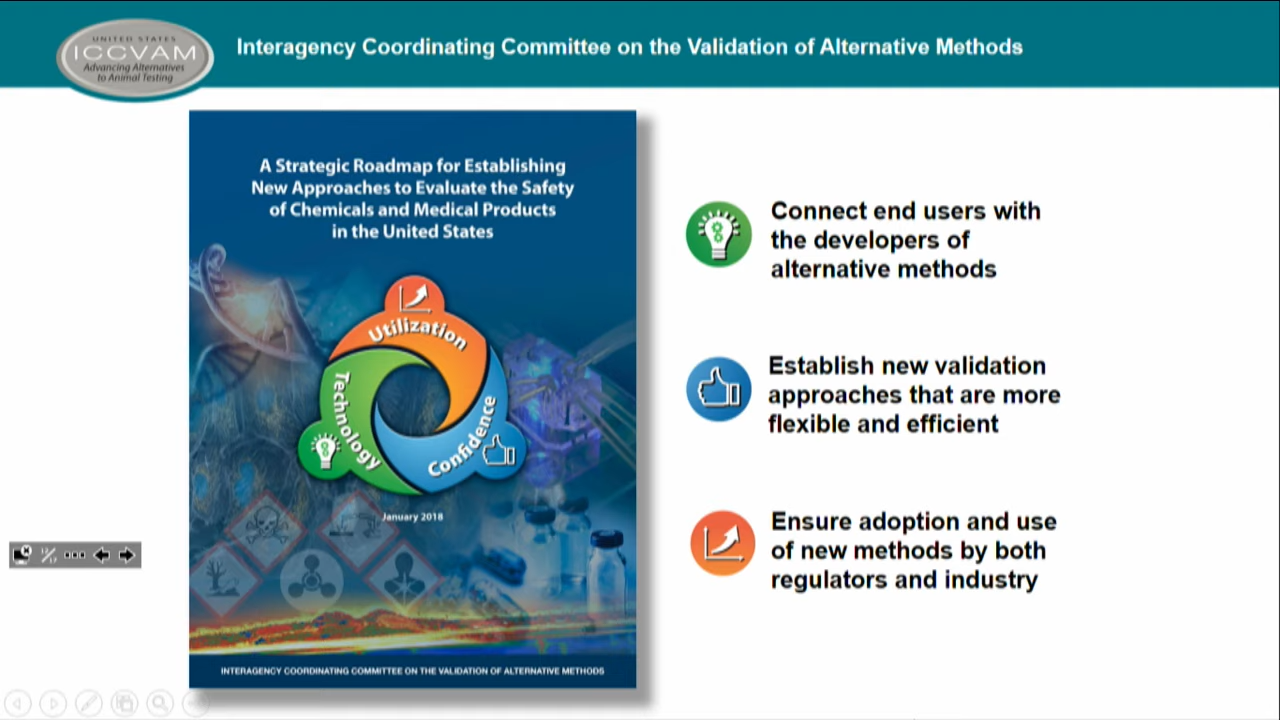 UNITED STATES
ICCVAM
Advancing Alternatives
to Animal Testing
Interagency Coordinating Committee on the Validation of Alternative Methods
A Strategic Roadmap for Establishing
New Approaches to Evaluate the Safety
of Chemicals and Medical Products
in the United States
Utilization
Technology
Confidence
January 2018
INTERAGENCY COORDINATING COMMITTEE ON THE VALIDATION OF ALTERNATIVE METHODS
Connect end users with
the developers of
alternative methods
Establish new validation
approaches that are more
flexible and efficient
Ensure adoption and use
of new methods by both
regulators and industry